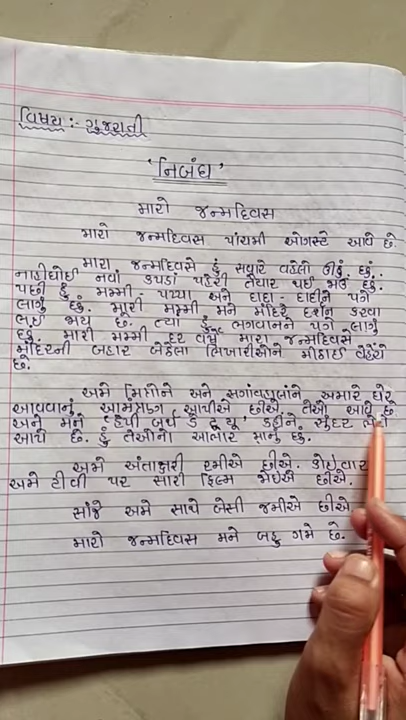 વિષય :- ગુજરાતી
'નિબંધ'
મારો જન્મદિવસ
મારો જન્મદિવસ પાંચમી ઓગસ્ટે આવે છે.
મારા જન્મદિવસે હું સવારે વહેલો ઊઠું છું.
નાહીધોઈ નવાં કપડાં પહેરી તૈયાર થઈ જાઉં છું.
પછી હું મમ્મી - પપ્પા અને દાદા - દાદીને પગે
લાગું છું. મારી મમ્મી મને મંદિરે દર્શન કરવા
લઈ જાય છે. ત્યાં હું ભગવાનને પગે લાગું
છું. મારી મમ્મી દર વર્ષે મારા જન્મદિવસે
મંદિરની બહાર બેઠેલા ભિખારીઓને મીઠાઈ વહેંચે
છે.
અમે મિત્રોને અને સગાંવહાલાંને અમારે ઘેર
આવવાનું આમંત્રણ આપીએ છીએ. તેઓ આવે છે.
અને મને 'હેપી બર્થ ડે ટુ યૂ' કહીને સુંદર
આપે છે. હું તેઓનો આભાર માનું છું.
અમે અંતાક્ષરી રમીએ છીએ. કોઈવાર
અમે ટીવી પર સારી ફિલ્મ જોઈએ છીએ.
સાંજે અમે સાથે બેસી જમીએ છીએ
મારો જન્મદિવસ મને બહુ ગમે છે.